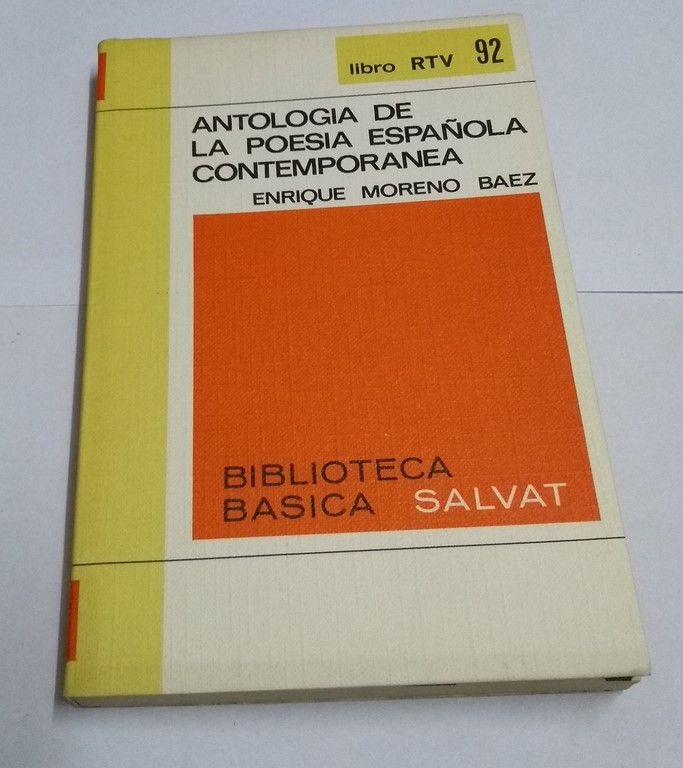 libro RTV 92
ANTOLOGIA DE
LA POESIA ESPAÑOLA
CONTEMPORANEA
ENRIQUE MORENO BAEZ
BIBLIOTECA
BASICA SALVAT